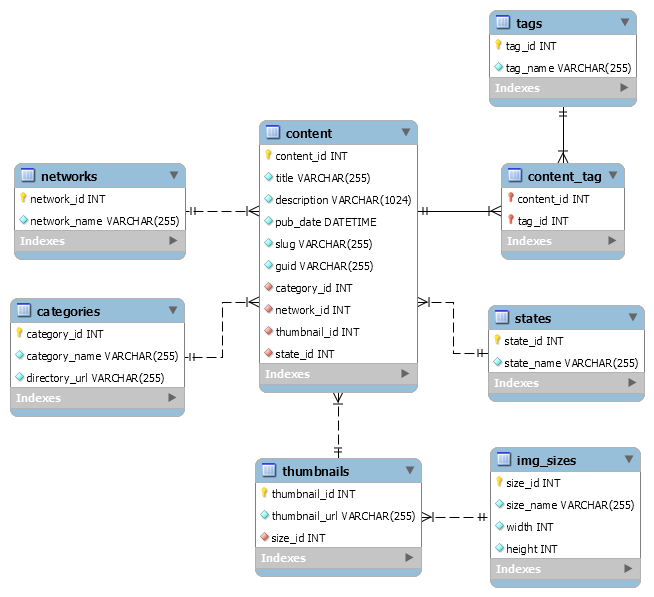 tags
tag_id INT
tag_name VARCHAR(255)
Indexes
content
content_id INT
title VARCHAR(255)
description VARCHAR(1024)
pub_date DATETIME
slug VARCHAR(255)
guid VARCHAR(255)
category_id INT
network_id INT
thumbnail_id INT
state_id INT
Indexes
networks
network_id INT
network_name VARCHAR(255)
Indexes
content_tag
content_id INT
tag_id INT
Indexes
categories
category_id INT
category_name VARCHAR(255)
directory_url VARCHAR(255)
Indexes
states
state_id INT
state_name VARCHAR(255)
Indexes
thumbnails
thumbnail_id INT
thumbnail_url VARCHAR(255)
size_id INT
Indexes
img_sizes
size_id INT
size_name VARCHAR(255)
width INT
height INT
Indexes